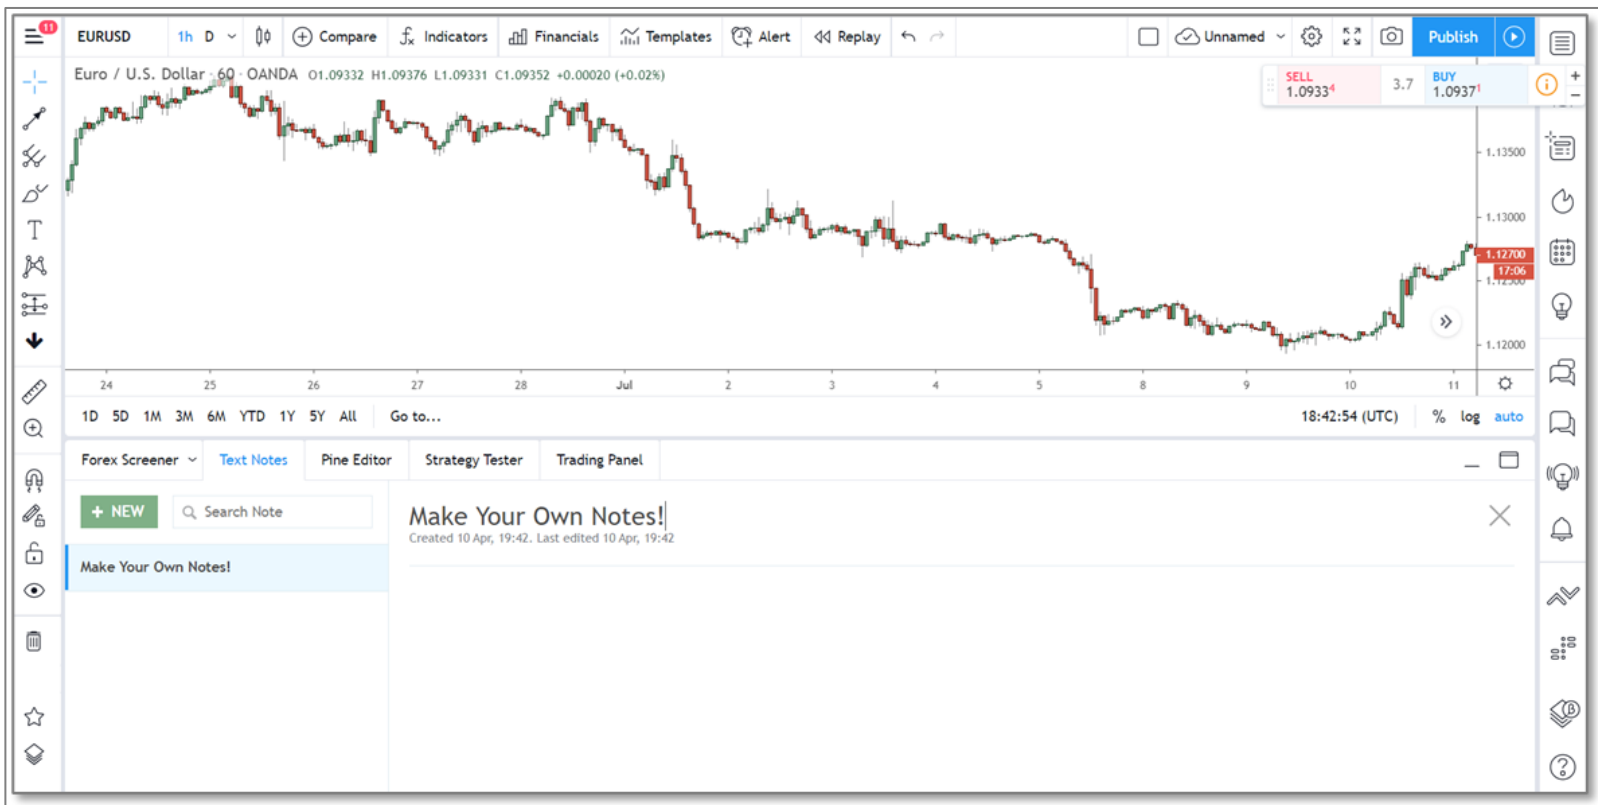 11
EURUSD 1h D Compare Indicators Financials Templates Alert Replay Unnamed Publish
Euro / U.S. Dollar · 60 · OANDA O1.09332 H1.09376 L1.09331 C1.09352 +0.00020 (+0.02%)
SELL 1.09334 3.7 BUY 1.09371
1.13500
1.13000
1.12700
17:06
1.12500
1.12000
24 25 26 27 28 Jul 2 3 4 5 8 9 10 11
1D 5D 1M 3M 6M YTD 1Y 5Y All Go to... 18:42:54 (UTC) % log auto
Forex Screener Text Notes Pine Editor Strategy Tester Trading Panel
+ NEW Search Note
Make Your Own Notes!
Created 10 Apr, 19:42. Last edited 10 Apr, 19:42
Make Your Own Notes!